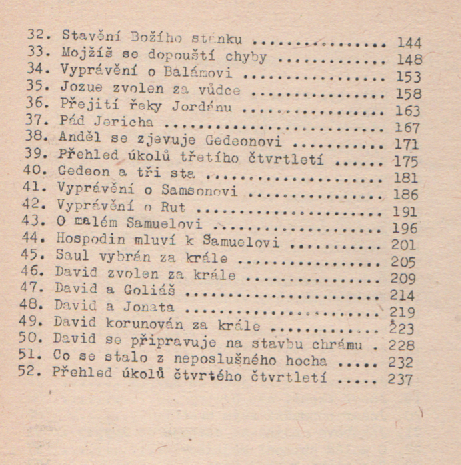 32. Stavění Božího stánku ................ 144
33. Mojžíš se dopouští chyby ............. 148
34. Vyprávění o Balámovi ................. 153
35. Jozue zvolen za vůdce ................ 158
36. Přejití řeky Jordánu ................. 163
37. Pád Jericha .......................... 167
38. Anděl se zjevuje Gedeonovi ........... 171
39. Přehled úkolů třetího čtvrtletí ...... 175
40. Gedeon a tři sta ..................... 181
41. Vyprávění o Samsonovi ................ 186
42. Vyprávění o Rut ...................... 191
43. O malém Samuelovi .................... 196
44. Hospodin mluví k Samuelovi ........... 201
45. Saul vybrán za krále ................. 205
46. David zvolen za krále ................ 209
47. David a Goliáš ....................... 214
48. David a Jonata ....................... 219
49. David korunován za krále ............. 223
50. David se připravuje na stavbu chrámu . 228
51. Co se stalo z neposlušného hocha ..... 232
52. Přehled úkolů čtvrtého čtvrtletí ..... 237